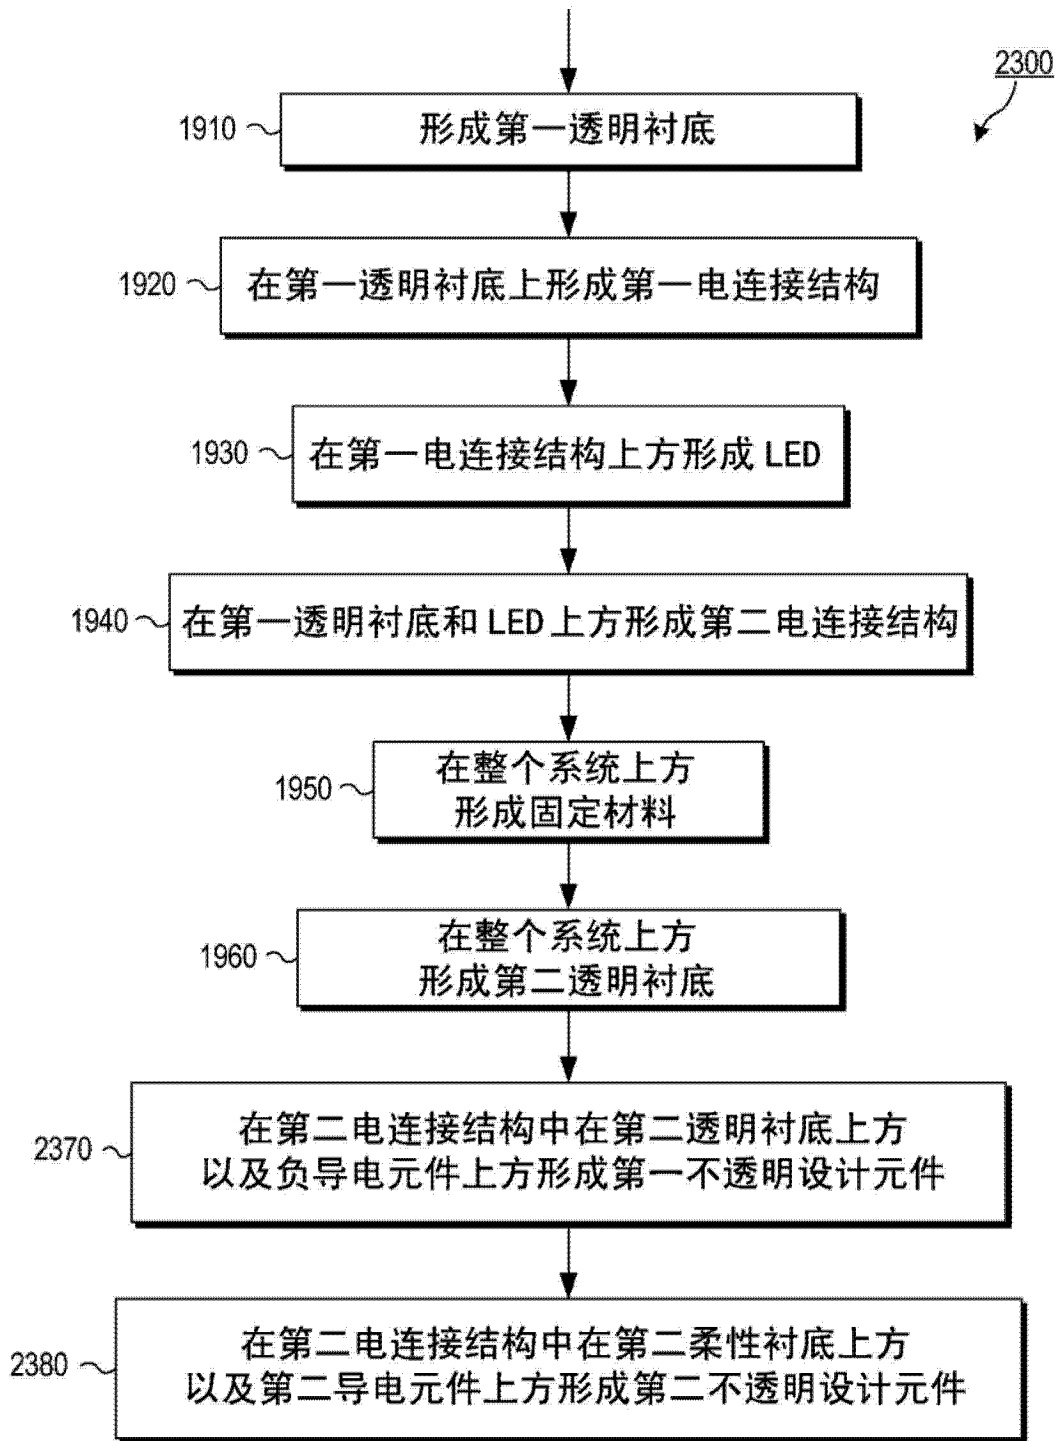 2300
1910
形成第一透明衬底
1920
在第一透明衬底上形成第一电连接结构
1930
在第一电连接结构上方形成 LED
1940
在第一透明衬底和 LED 上方形成第二电连接结构
1950
在整个系统上方
形成固定材料
1960
在整个系统上方
形成第二透明衬底
2370
在第二电连接结构中在第二透明衬底上方
以及负导电元件上方形成第一不透明设计元件
2380
在第二电连接结构中在第二柔性衬底上方
以及第二导电元件上方形成第二不透明设计元件